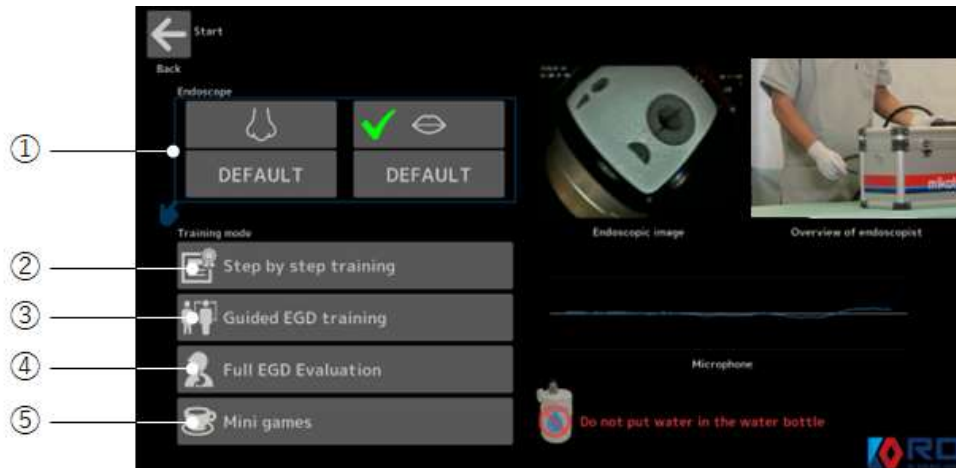 Start
Back
Endoscope
①
DEFAULT
DEFAULT
Endoscopic image
Overview of endoscopist
Training mode
② Step by step training
③ Guided EGD training
④ Full EGD Evaluation
⑤ Mini games
Microphone
Do not put water in the water bottle